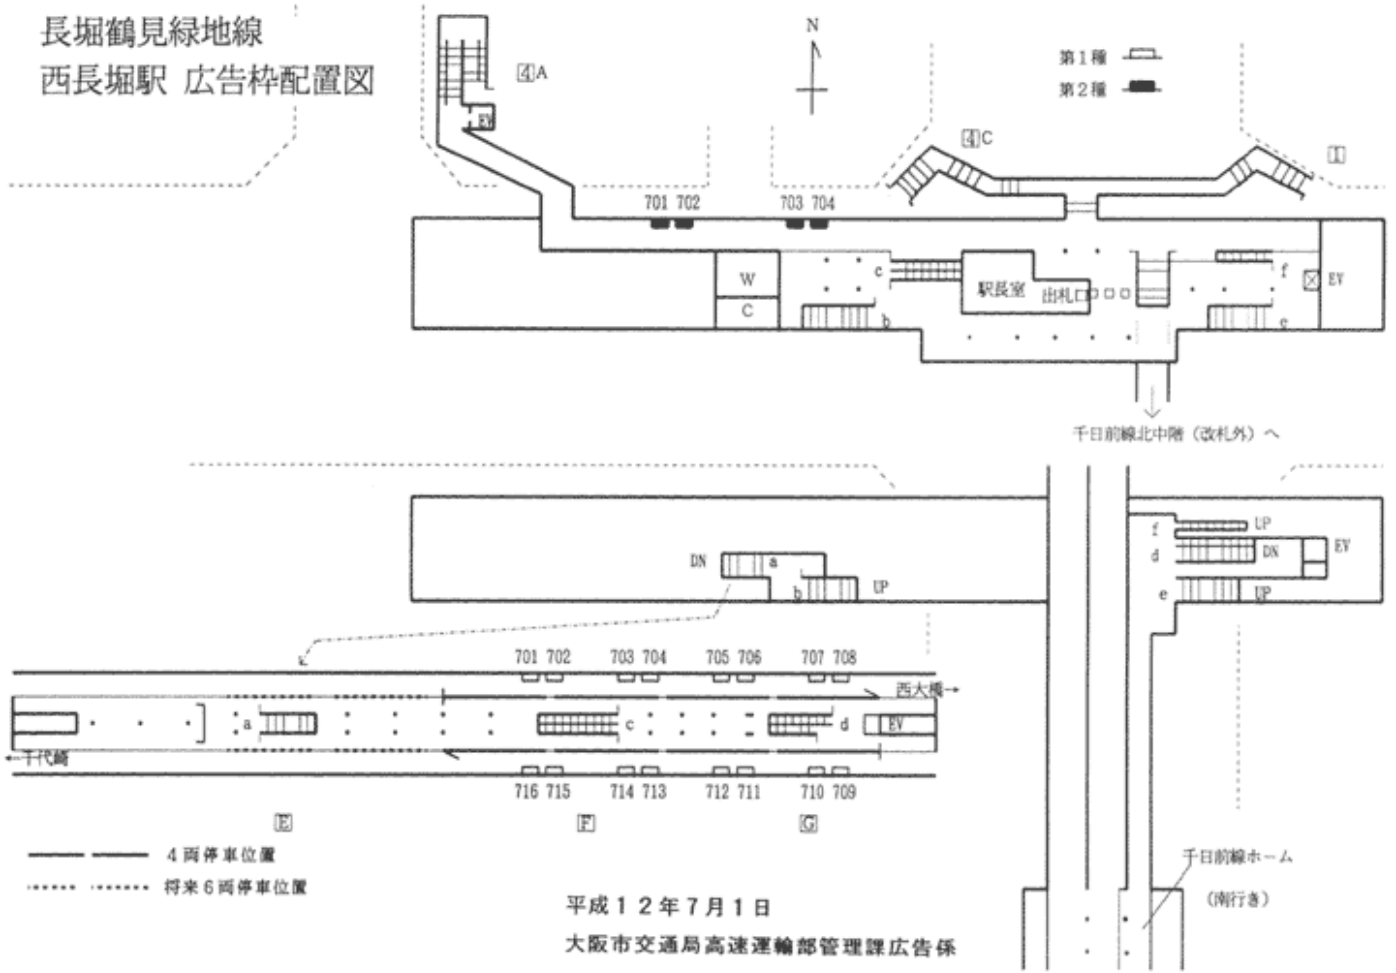 長堀鶴見緑地線
西長堀駅 広告枠配置図
4A
EV
N
第1種
第2種
4C
1
701 702
703 704
W
C
c
b
駅長室
出札
f
e
EV
千日前線北中階（改札外）へ
DN
a
b
UP
f
UP
d
DN
EV
e
UP
701 702 703 704 705 706 707 708
西大橋→
a
c
d
EV
←千代崎
716 715 714 713 712 711 710 709
E
F
G
4両停車位置
将来6両停車位置
千日前線ホーム
（南行き）
平成12年7月1日
大阪市交通局高速運輸部管理課広告係